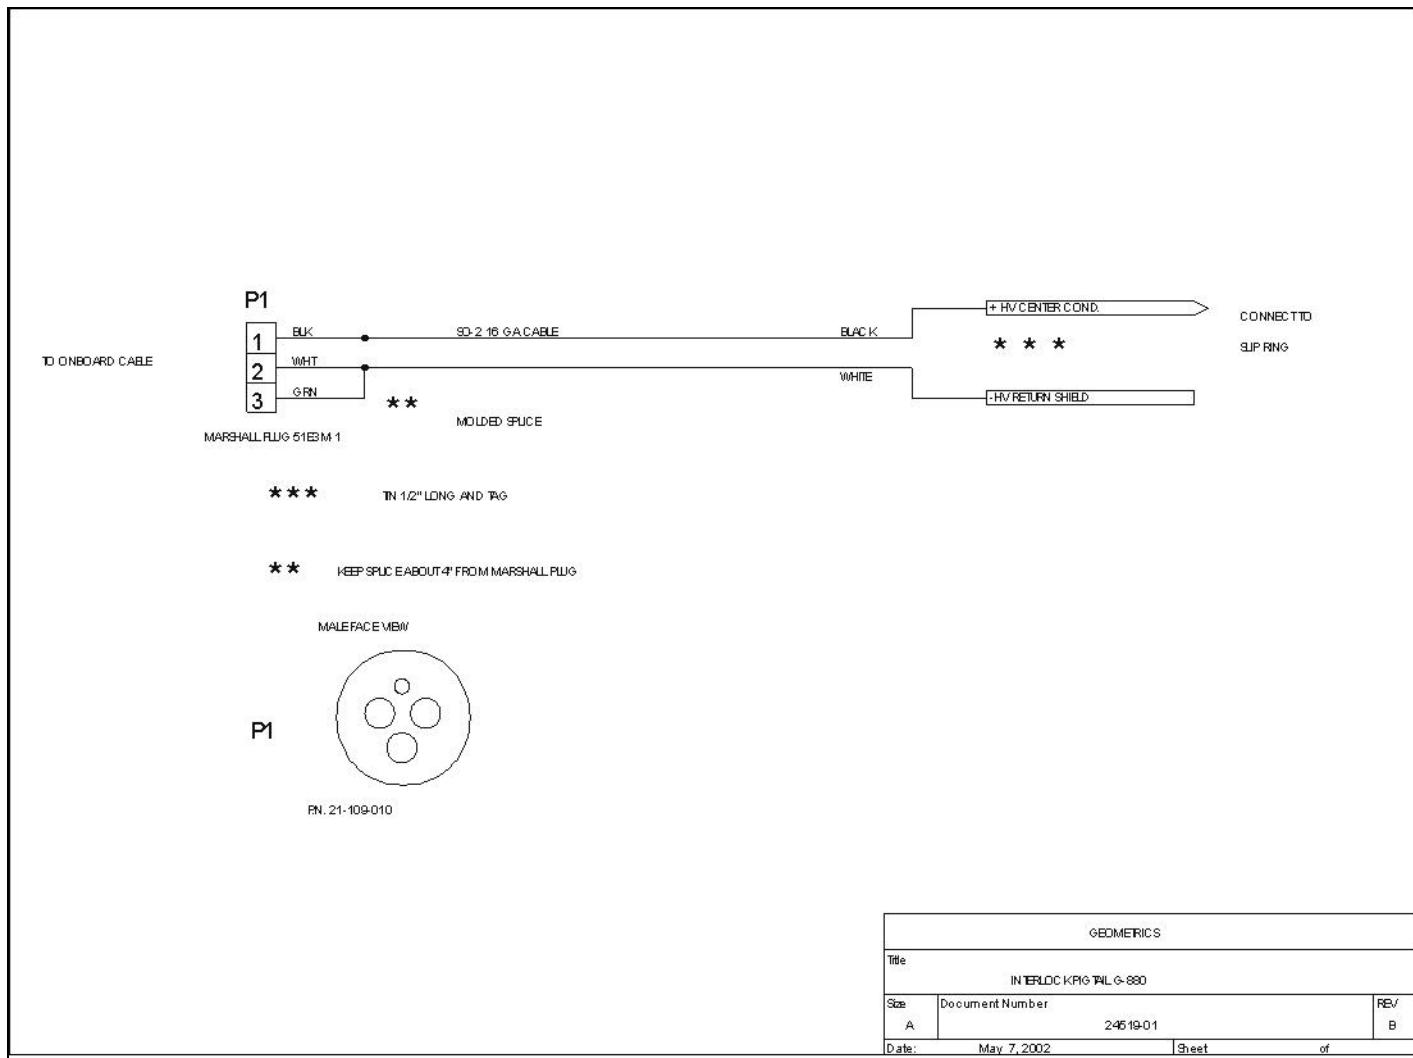 P1
1 BLK SO-2 16 GA CABLE BLACK + HV CENTER COND. CONNECT TO
* * * SLIP RING
TO ONBOARD CABLE 2 WHT WHITE
3 GRN ** - HV RETURN SHIELD
MOLDED SPLICE
MARSHALL PLUG 51E3M-1
*** TIN 1/2" LONG AND TAG
** KEEP SPLICE ABOUT 4" FROM MARSHALL PLUG
MALE FACE VIEW
P1
P.N. 21-109-010
GEOMETRICS
Title
INTERLOCK PIG TAIL G-880
Size Document Number REV
A 24519-01 B
Date: May 7, 2002 Sheet of